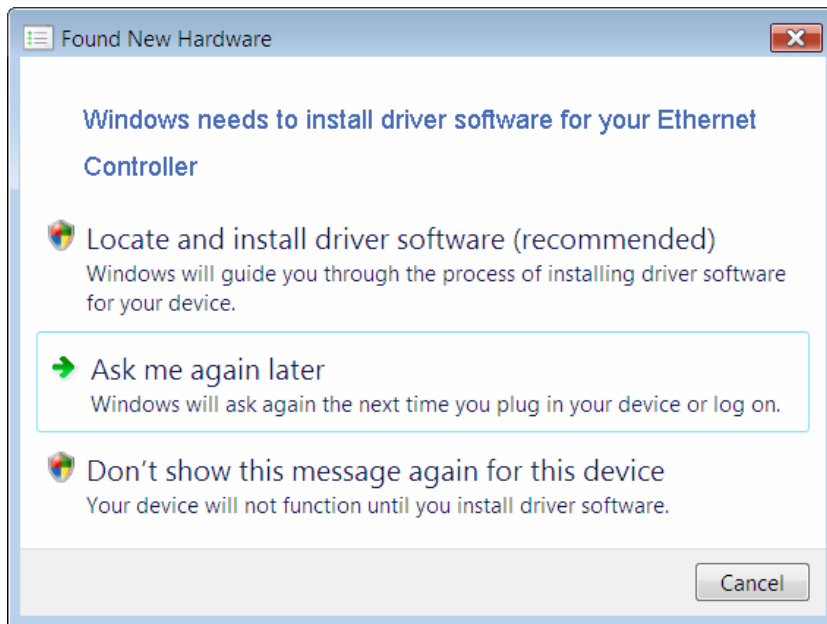 Found New Hardware
Windows needs to install driver software for your Ethernet
Controller
Locate and install driver software (recommended)
Windows will guide you through the process of installing driver software
for your device.
Ask me again later
Windows will ask again the next time you plug in your device or log on.
Don't show this message again for this device
Your device will not function until you install driver software.
Cancel